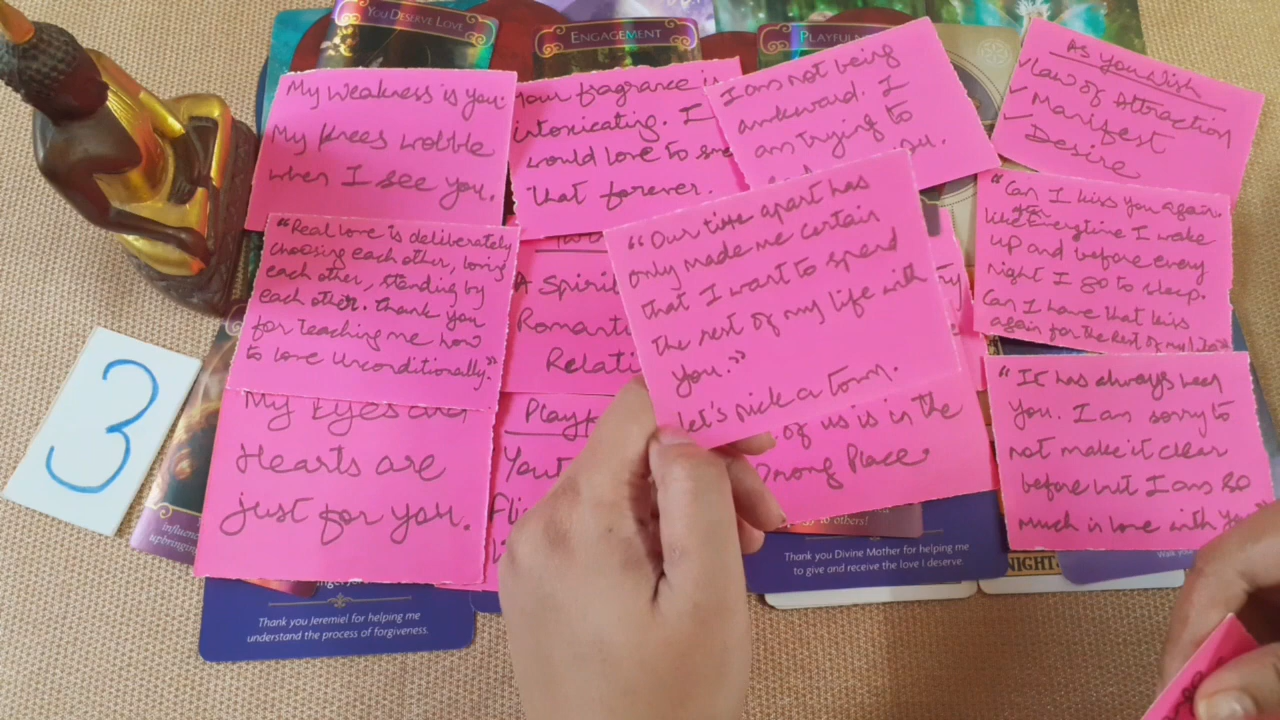 YOU DESERVE LOVE
ENGAGEMENT
My weakness is you.
My knees wobble
when I see you.
Your fragrance is
intoxicating. I
would love to
that forever.
I am not being
awkward. I
am trying to
As you wish
Law of Attraction
Manifest
Desire
"Real love is deliberately
choosing each other, loving
each other, standing by
each other. Thank you
for teaching me how
to love unconditionally."
A Spirit
Romanti
Relati
"Our time apart has
only made me certain
that I want to spend
the rest of my life with
you."
Let's pick a town.
of us is in the
Wrong Place.
"Can I kiss you again.
like everytime I wake
up and before every
night I go to sleep.
Can I have that kiss
again for the rest of my life"
My Eyes and
Hearts are
just for you.
"It has always been
you. I am sorry to
not make it clear
before but I am so
much in love with you
3
to others!
Thank you Divine Mother for helping me
to give and receive the love I deserve.
KNIGHT
Thank you Jeremiel for helping me
understand the process of forgiveness.